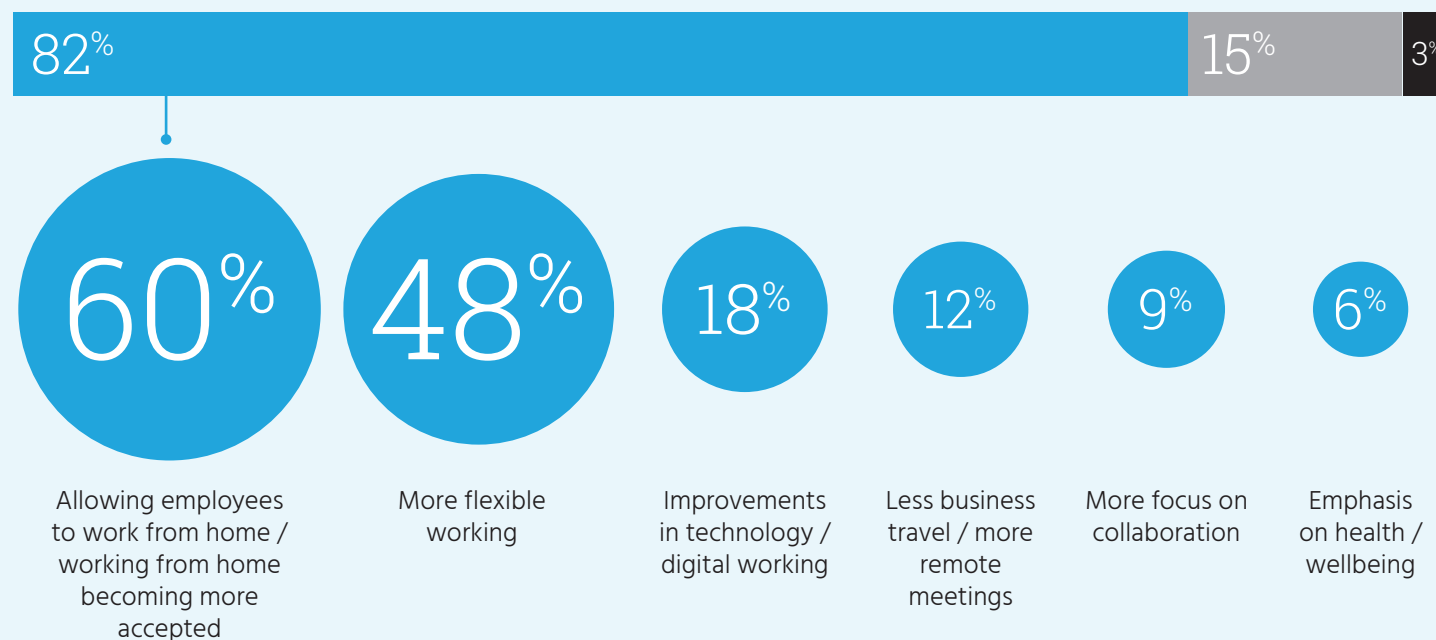 82%
15%
3%
60%
48%
18%
12%
9%
6%
Allowing employees
to work from home /
working from home
becoming more
accepted
More flexible
working
Improvements
in technology /
digital working
Less business
travel / more
remote
meetings
More focus on
collaboration
Emphasis
on health /
wellbeing